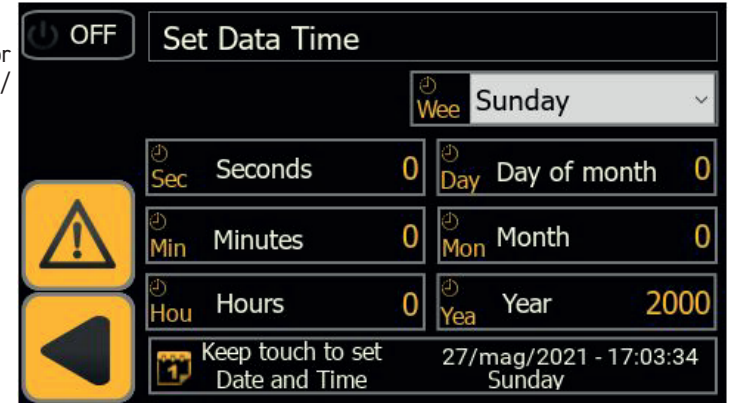 OFF
Set Data Time
or
/
Wee Sunday
Sec Seconds 0
Day Day of month 0
Min Minutes 0
Mon Month 0
Hou Hours 0
Yea Year 2000
1
Keep touch to set
Date and Time
27/mag/2021 - 17:03:34
Sunday